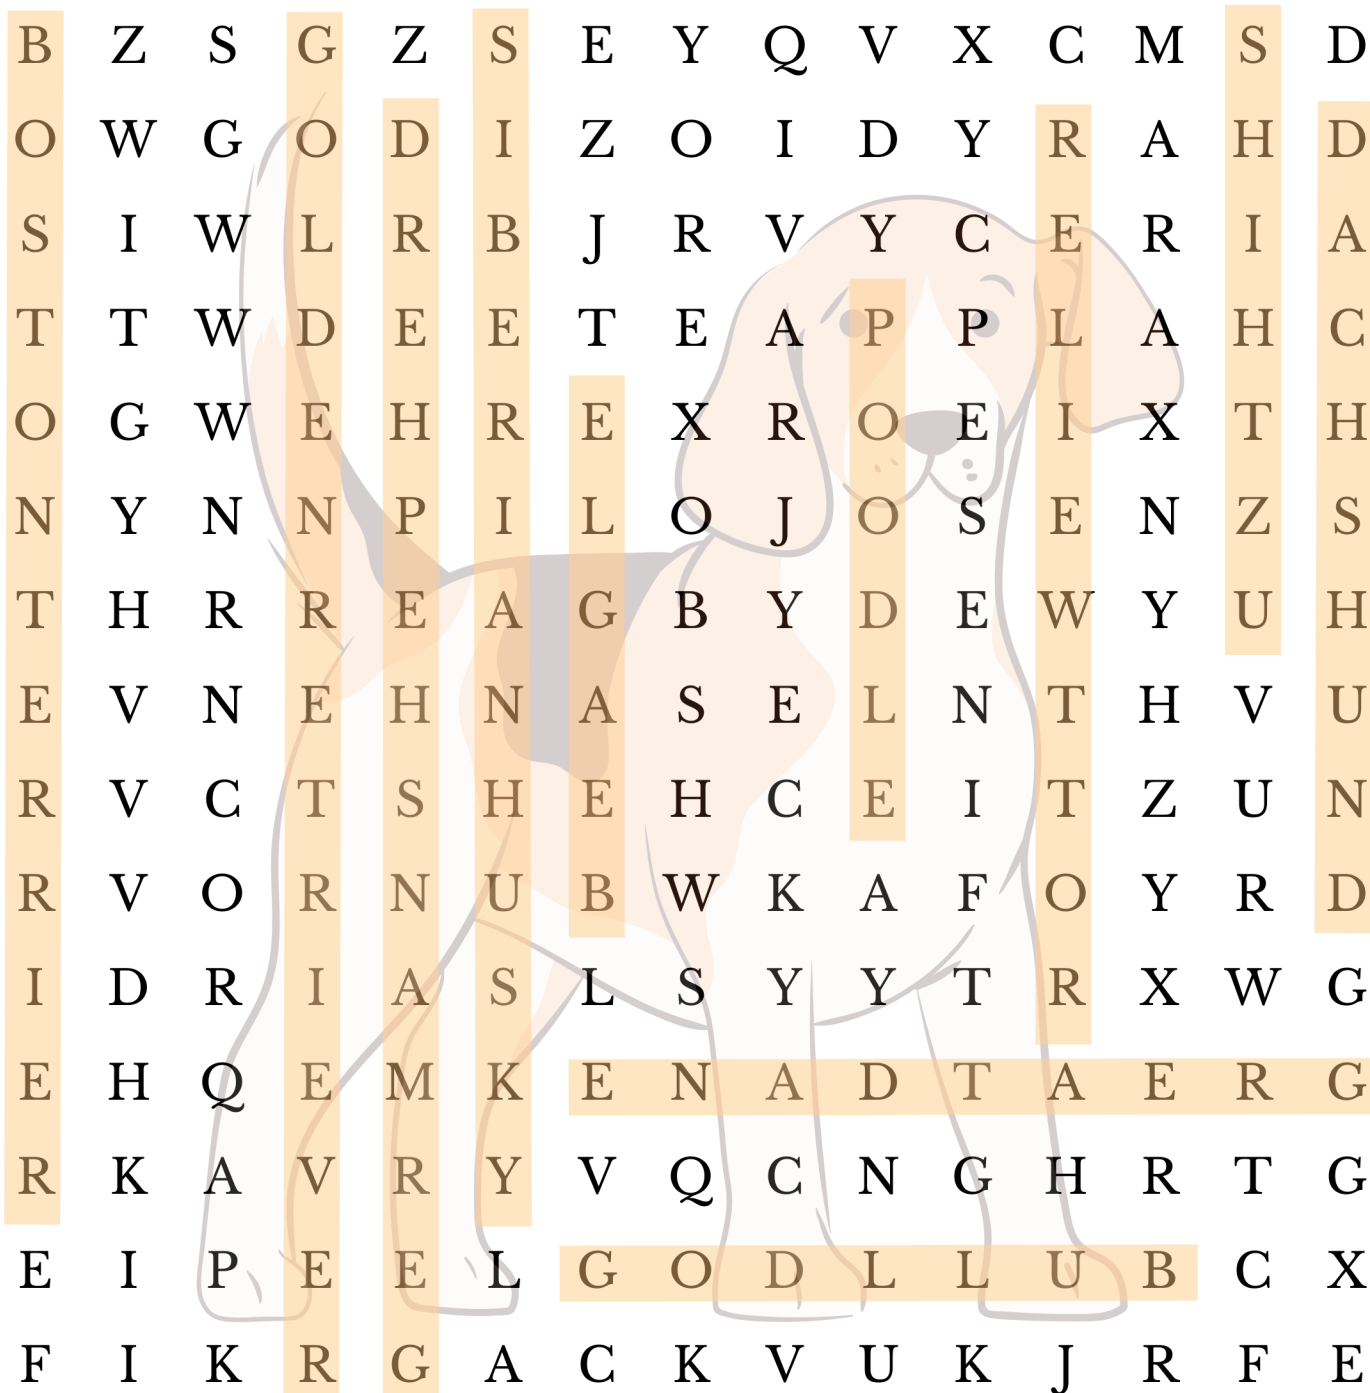 B Z S G Z S E Y Q V X C M S D
O W G O D I Z O I D Y R A H D
S I W L R B J R V Y C E R I A
T T W D E E T E A P P L A H C
O G W E H R E X R O E I X T H
N Y N N P I L O J O S E N Z S
T H R R E A G B Y D E W Y U H
E V N E H N A S E L N T H V U
R V C T S H E H C E I T Z U N
R V O R N U B W K A F O Y R D
I D R I A S L S Y Y T R X W G
E H Q E M K E N A D T A E R G
R K A V R Y V Q C N G H R T G
E I P E E L G O D L L U B C X
F I K R G A C K V U K J R F E